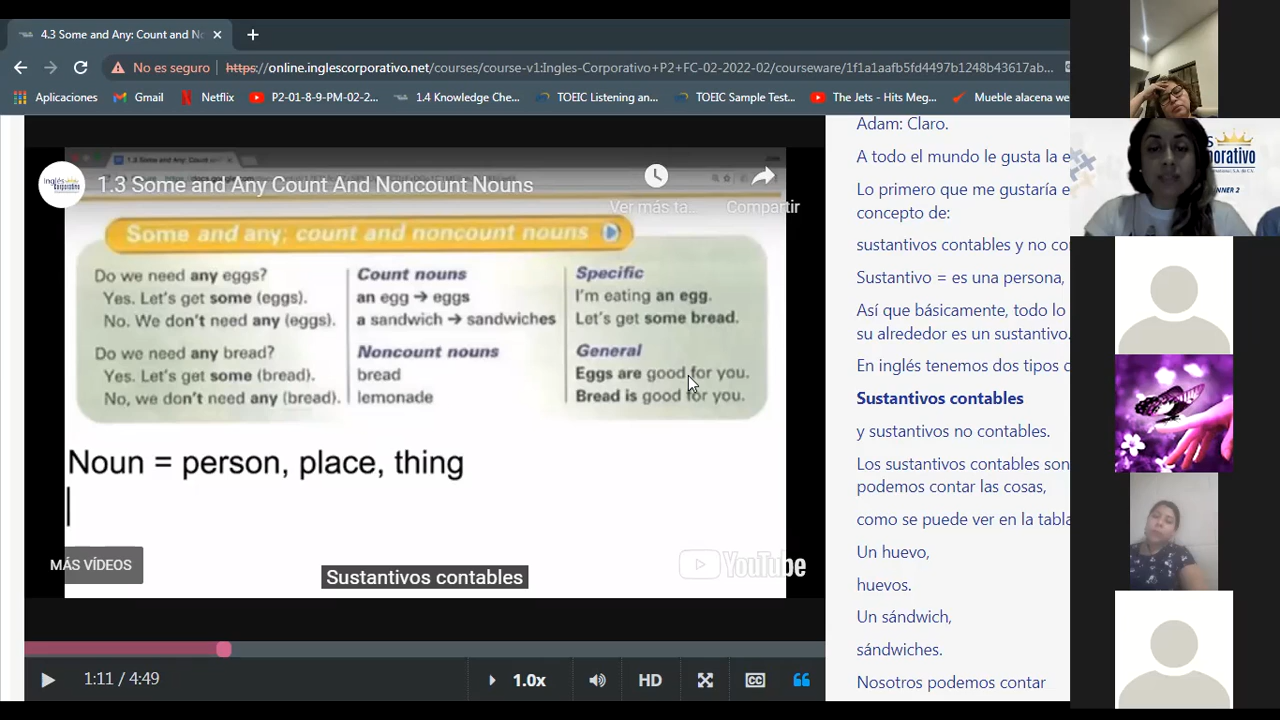 4.3 Some and Any: Count and No
No es seguro
https://online.inglescorporativo.net/courses/course-v1:Ingles-Corporativo+P2+FC-02-2022-02/courseware/1f1a1aafb5fd4497b1248b43617ab...
Aplicaciones
Gmail
Netflix
P2-01-8-9-PM-02-2...
1.4 Knowledge Che...
TOEIC Listening an...
TOEIC Sample Test...
The Jets - Hits Meg...
Mueble alacena we
1.3 Some and Any Count And Noncount Nouns
Ver más ta...
Compartir
Some and any; count and noncount nouns
Do we need any eggs?
Yes. Let's get some (eggs).
No. We don't need any (eggs).
Do we need any bread?
Yes. Let's get some (bread).
No, we don't need any (bread).
Count nouns
an egg → eggs
a sandwich → sandwiches
Noncount nouns
bread
lemonade
Specific
I'm eating an egg.
Let's get some bread.
General
Eggs are good for you.
Bread is good for you.
Noun = person, place, thing
MÁS VÍDEOS
YouTube
Sustantivos contables
1:11 / 4:49
1.0x
HD
CC
Adam: Claro.
A todo el mundo le gusta la
Lo primero que me gustaría
concepto de:
sustantivos contables y no
Sustantivo = es una persona,
Así que básicamente, todo lo
su alrededor es un sustantivo.
En inglés tenemos dos tipos
Sustantivos contables
y sustantivos no contables.
Los sustantivos contables son
podemos contar las cosas,
como se puede ver en la tabla
Un huevo,
huevos.
Un sándwich,
sándwiches.
Nosotros podemos contar